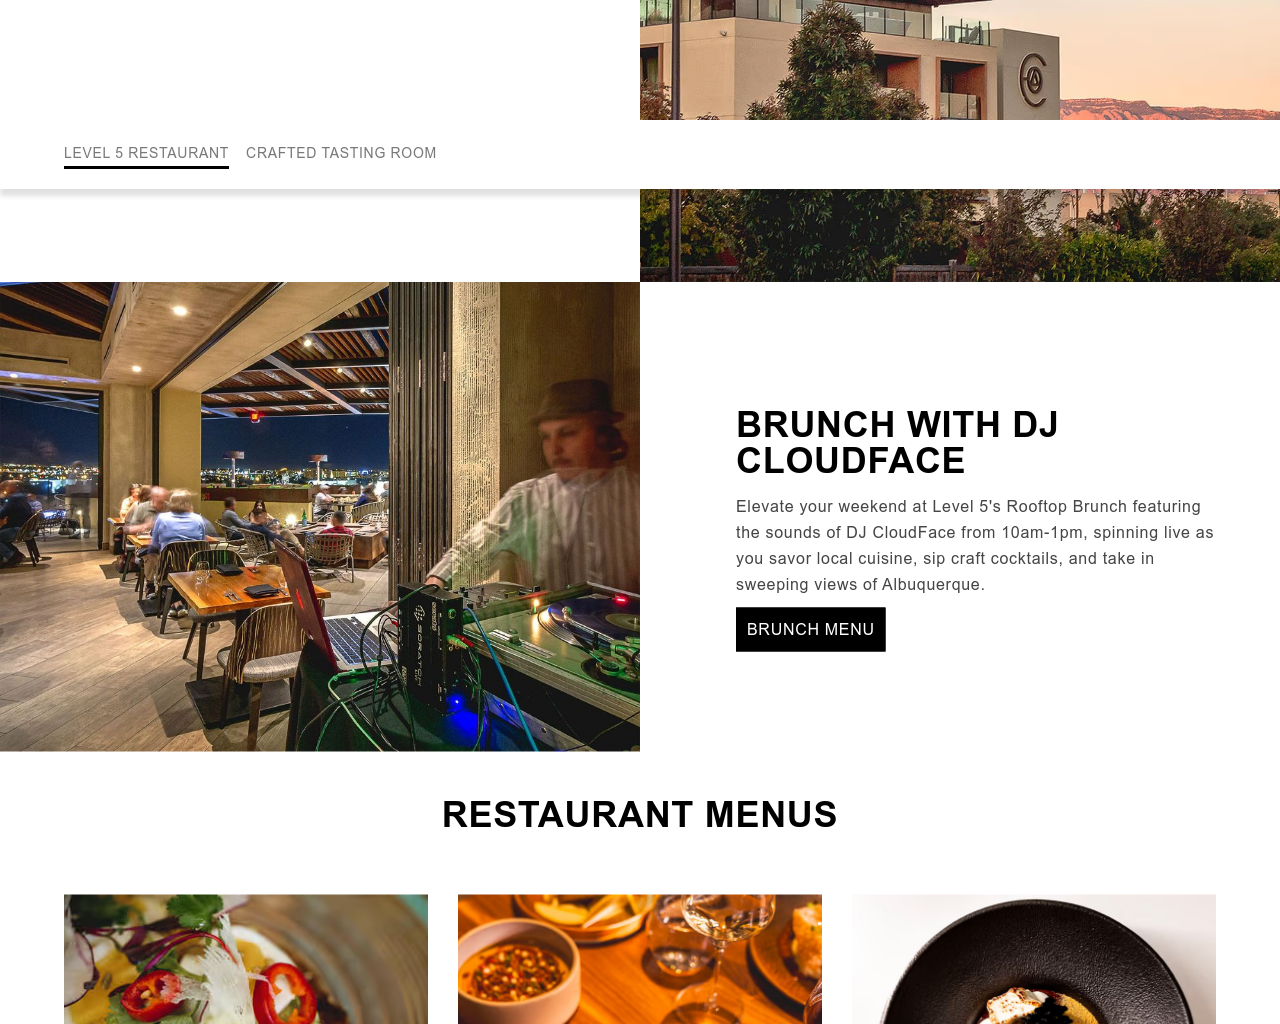 LEVEL 5 RESTAURANT
CRAFTED TASTING ROOM
BRUNCH WITH DJ
CLOUDFACE
Elevate your weekend at Level 5's Rooftop Brunch featuring
the sounds of DJ CloudFace from 10am-1pm, spinning live as
you savor local cuisine, sip craft cocktails, and take in
sweeping views of Albuquerque.
BRUNCH MENU
RESTAURANT MENUS